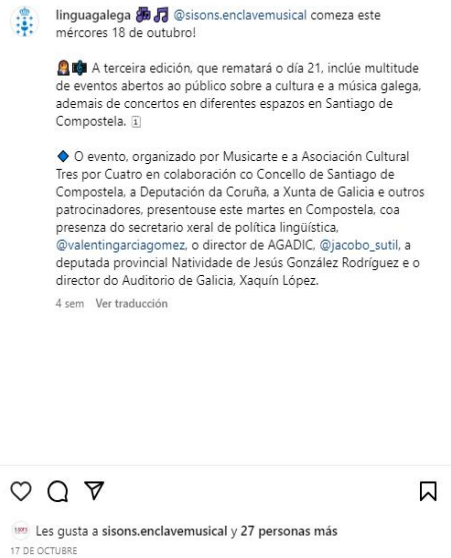 linguagalega 🎭🎵 @sisons.enclavemusical comeza este
mércores 18 de outubro!
A terceira edición, que rematará o día 21, inclúe multitude
de eventos abertos ao público sobre a cultura e a música galega,
ademais de concertos en diferentes espazos en Santiago de
Compostela.
🔹 O evento, organizado por Musicarte e a Asociación Cultural
Tres por Cuatro en colaboración co Concello de Santiago de
Compostela, a Deputación da Coruña, a Xunta de Galicia e outros
patrocinadores, presentouse este martes en Compostela, coa
presenza do secretario xeral de política lingüística,
@valentingarciagomez, o director de AGADIC, @jacobo_sutil, a
deputada provincial Natividade de Jesús González Rodríguez e o
director do Auditorio de Galicia, Xaquín López.
4 sem Ver traducción
Les gusta a sisons.enclavemusical y 27 personas más
17 DE OCTUBRE